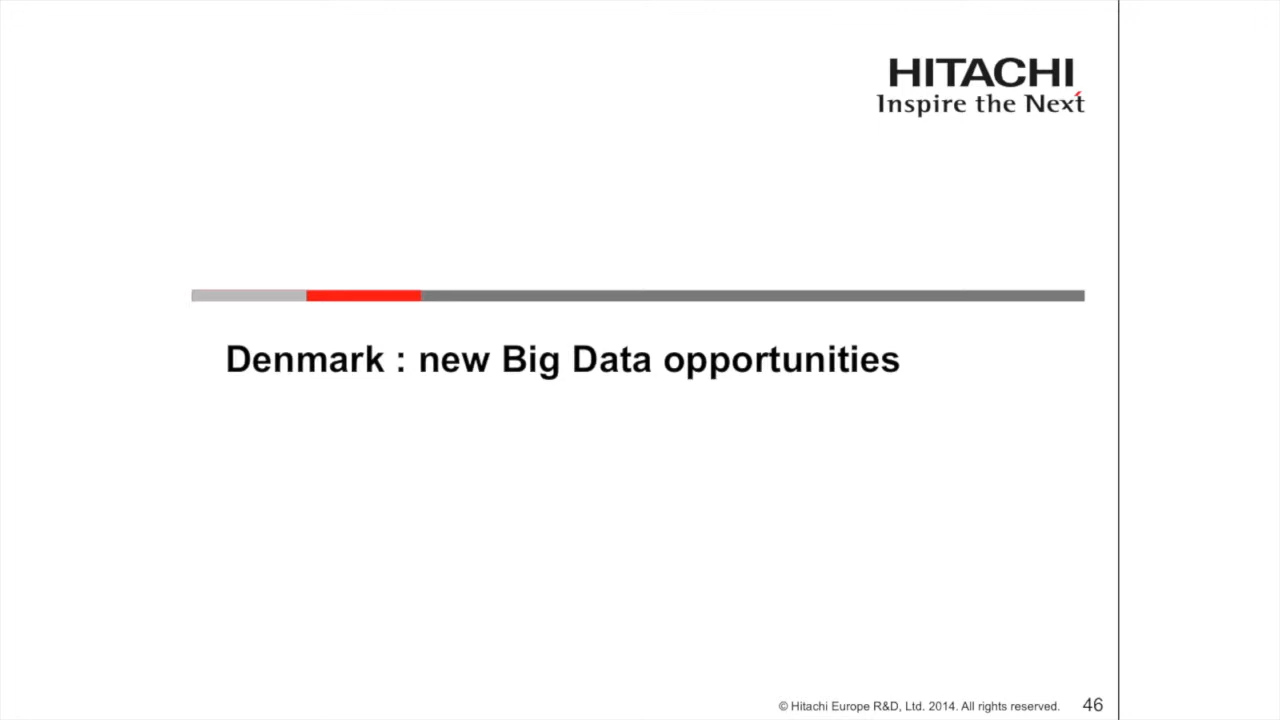 HITACHI
Inspire the Next
Denmark : new Big Data opportunities
© Hitachi Europe R&D, Ltd. 2014. All rights reserved. 46